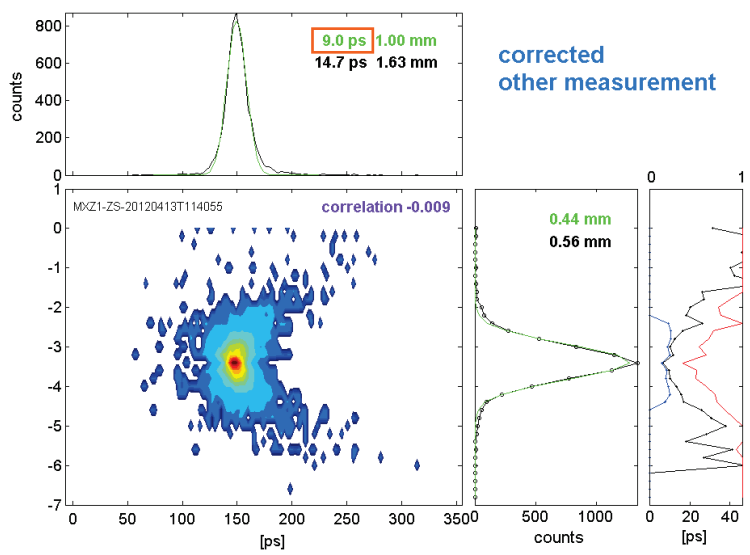 800
600
400
200
0
counts
9.0 ps 1.00 mm
14.7 ps 1.63 mm
corrected
other measurement
MXZ1-ZS-20120413T114055
correlation -0.009
1
0
-1
-2
-3
-4
-5
-6
-7
0 50 100 150 200 250 300 350
[ps]
0.44 mm
0.56 mm
0 500 1000
counts
0 1
0 20 40
[ps]